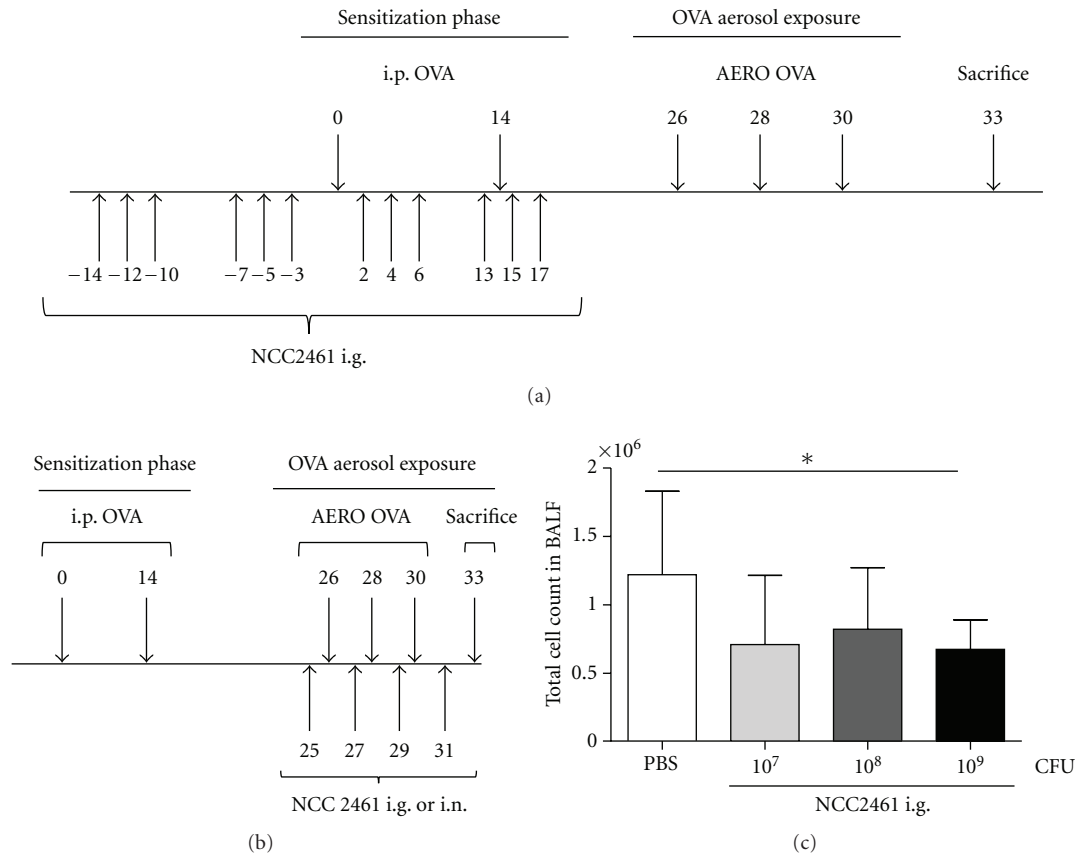 Sensitization phase OVA aerosol exposure
i.p. OVA AERO OVA Sacrifice
0 14 26 28 30 33
−14 −12 −10 −7 −5 −3 2 4 6 13 15 17
NCC2461 i.g.
(a)
Sensitization phase OVA aerosol exposure
i.p. OVA AERO OVA Sacrifice
0 14 26 28 30 33
25 27 29 31
NCC 2461 i.g. or i.n.
(b)
×10⁶
2
1.5
1
0.5
0
Total cell count in BALF
*
PBS 10⁷ 10⁸ 10⁹ CFU
NCC2461 i.g.
(c)